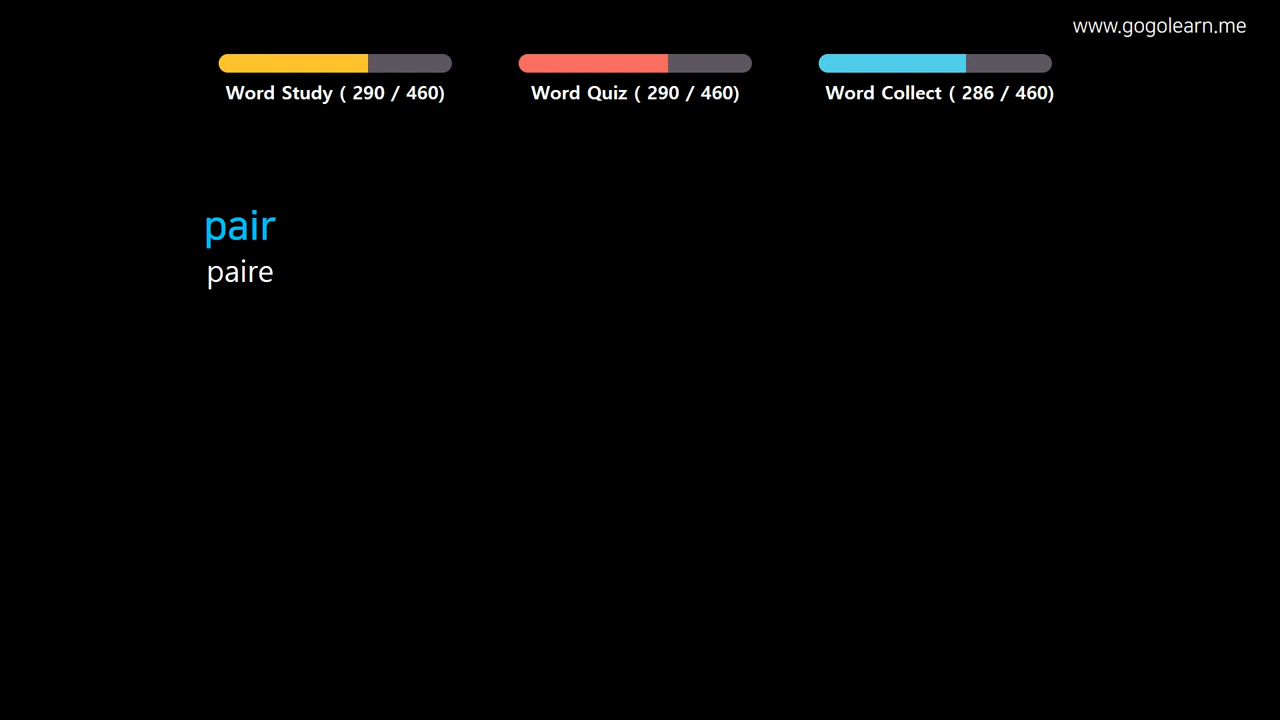 www.gogolearn.me
Word Study ( 290 / 460)
Word Quiz ( 290 / 460)
Word Collect ( 286 / 460)
pair
paire